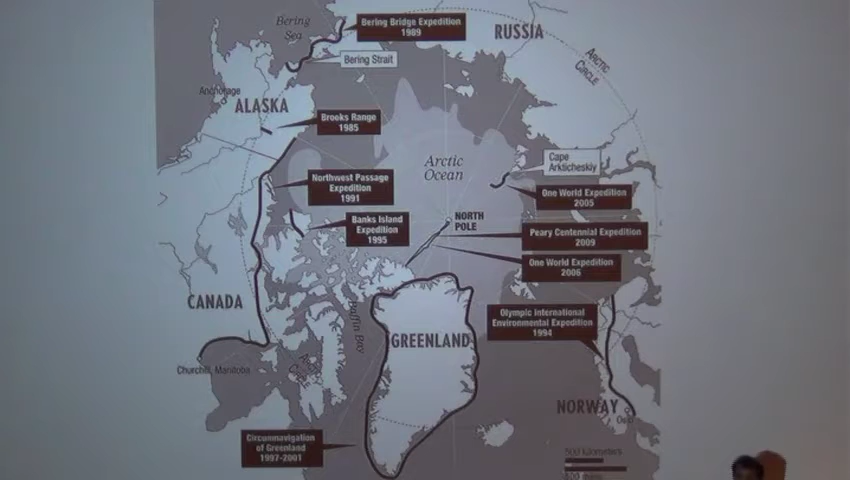 Bering
Sea
Bering Bridge Expedition
1989
RUSSIA
Bering Strait
ARCTIC
CIRCLE
Anchorage
ALASKA
Brooks Range
1985
Arctic
Ocean
Cape
Arkticheskiy
Northwest Passage
Expedition
1991
One World Expedition
2005
Banks Island
Expedition
1995
NORTH
POLE
Peary Centennial Expedition
2009
One World Expedition
2006
CANADA
Baffin Bay
GREENLAND
Olympic International
Environmental Expedition
1994
Churchill, Manitoba
NORWAY
Oslo
Circumnavigation
of Greenland
1997-2001
500 kilometers